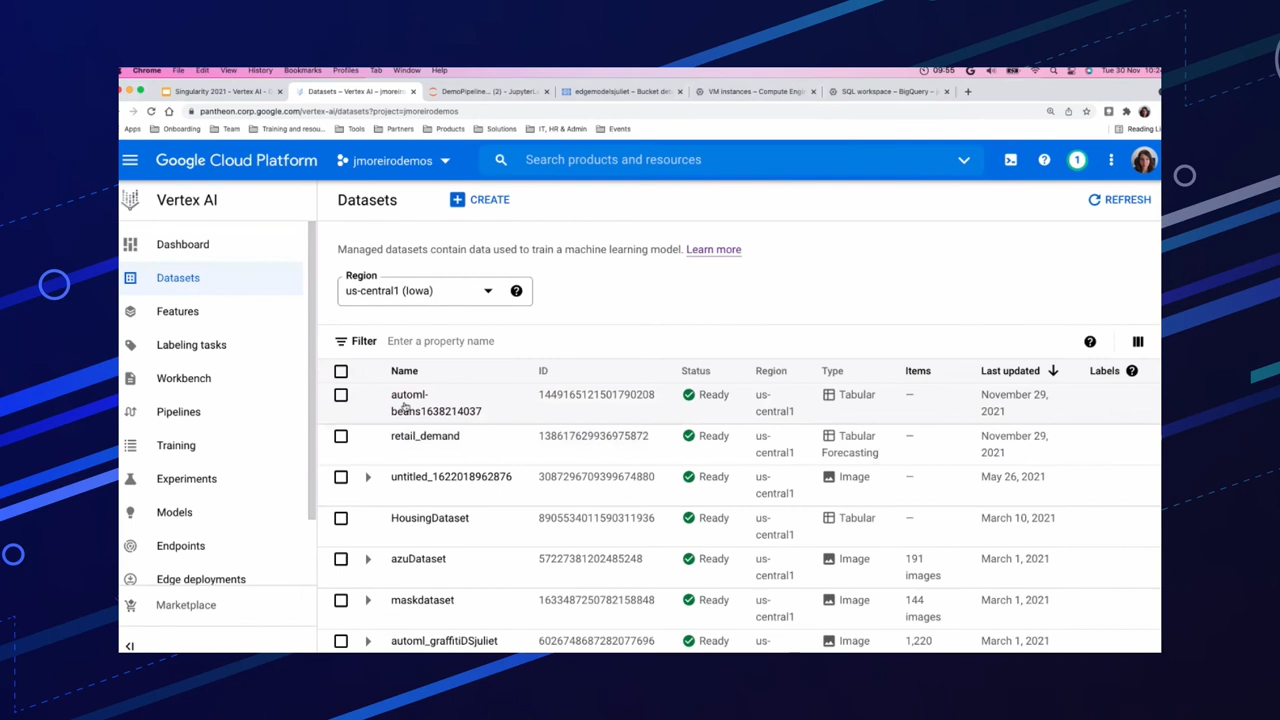 Chrome File Edit View History Bookmarks Profiles Tab Window Help 09:55 Tue 30 Nov 10:2
Singularity 2021 - Vertex AI - D Datasets – Vertex AI – jmoreiro DemoPipeline... (2) - JupyterL edgemodelsjuliet – Bucket det VM instances – Compute Engi SQL workspace – BigQuery – j
pantheon.corp.google.com/vertex-ai/datasets?project=jmoreirodemos
Apps Onboarding Team Training and resou... Tools Partners Products Solutions IT, HR & Admin Events Reading Li
Google Cloud Platform jmoreirodemos Search products and resources 1
Vertex AI
Datasets CREATE REFRESH
Dashboard
Datasets
Features
Labeling tasks
Workbench
Pipelines
Training
Experiments
Models
Endpoints
Edge deployments
Marketplace
Managed datasets contain data used to train a machine learning model. Learn more
Region
us-central1 (Iowa)
Filter Enter a property name
Name ID Status Region Type Items Last updated Labels
automl- 1449165121501790208 Ready us- Tabular — November 29,
beans1638214037 central1 2021
retail_demand 138617629936975872 Ready us- Tabular — November 29,
central1 Forecasting 2021
untitled_1622018962876 3087296709399674880 Ready us- Image — May 26, 2021
central1
HousingDataset 8905534011590311936 Ready us- Tabular — March 10, 2021
central1
azuDataset 57227381202485248 Ready us- Image 191 March 1, 2021
central1 images
maskdataset 1633487250782158848 Ready us- Image 144 March 1, 2021
central1 images
automl_graffitiDSjuliet 6026748687282077696 Ready us- Image 1,220 March 1, 2021